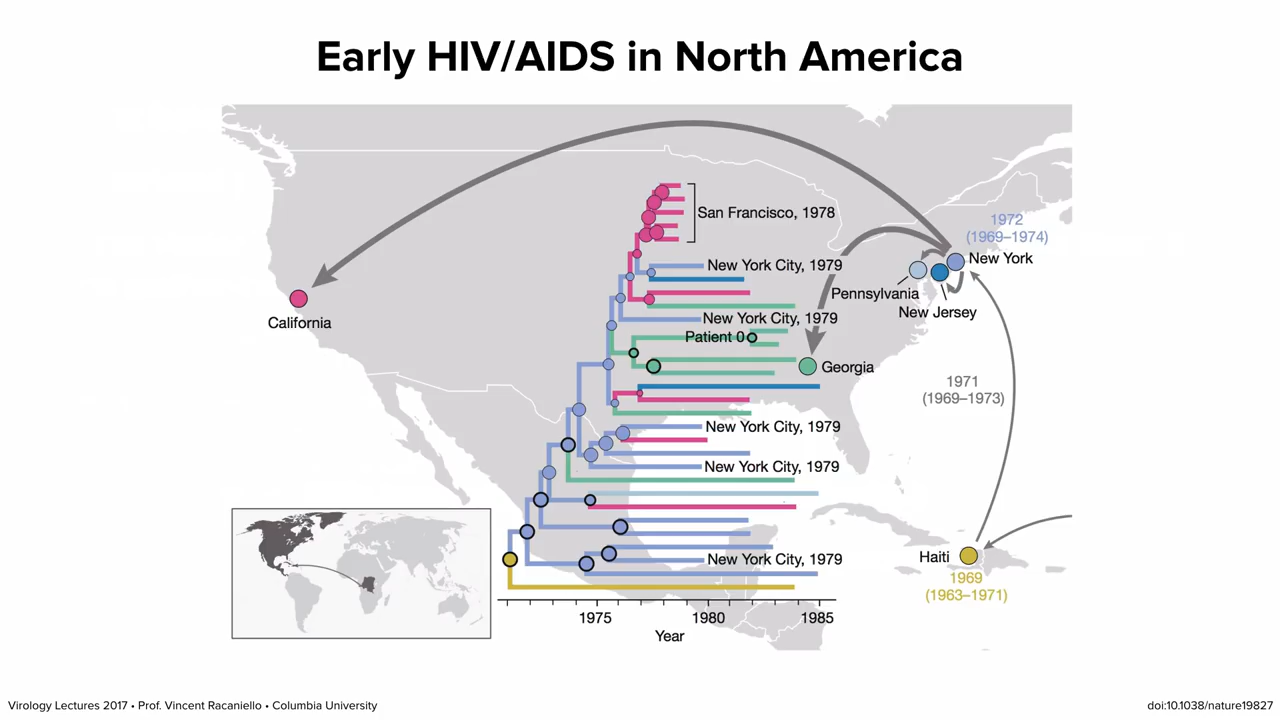 Early HIV/AIDS in North America
San Francisco, 1978
1972
(1969–1974)
New York
New York City, 1979
Pennsylvania
New Jersey
California
New York City, 1979
Patient 0
Georgia
1971
(1969–1973)
New York City, 1979
New York City, 1979
New York City, 1979
Haiti
1969
(1963–1971)
1975
1980
1985
Year
Virology Lectures 2017 • Prof. Vincent Racaniello • Columbia University
doi:10.1038/nature19827